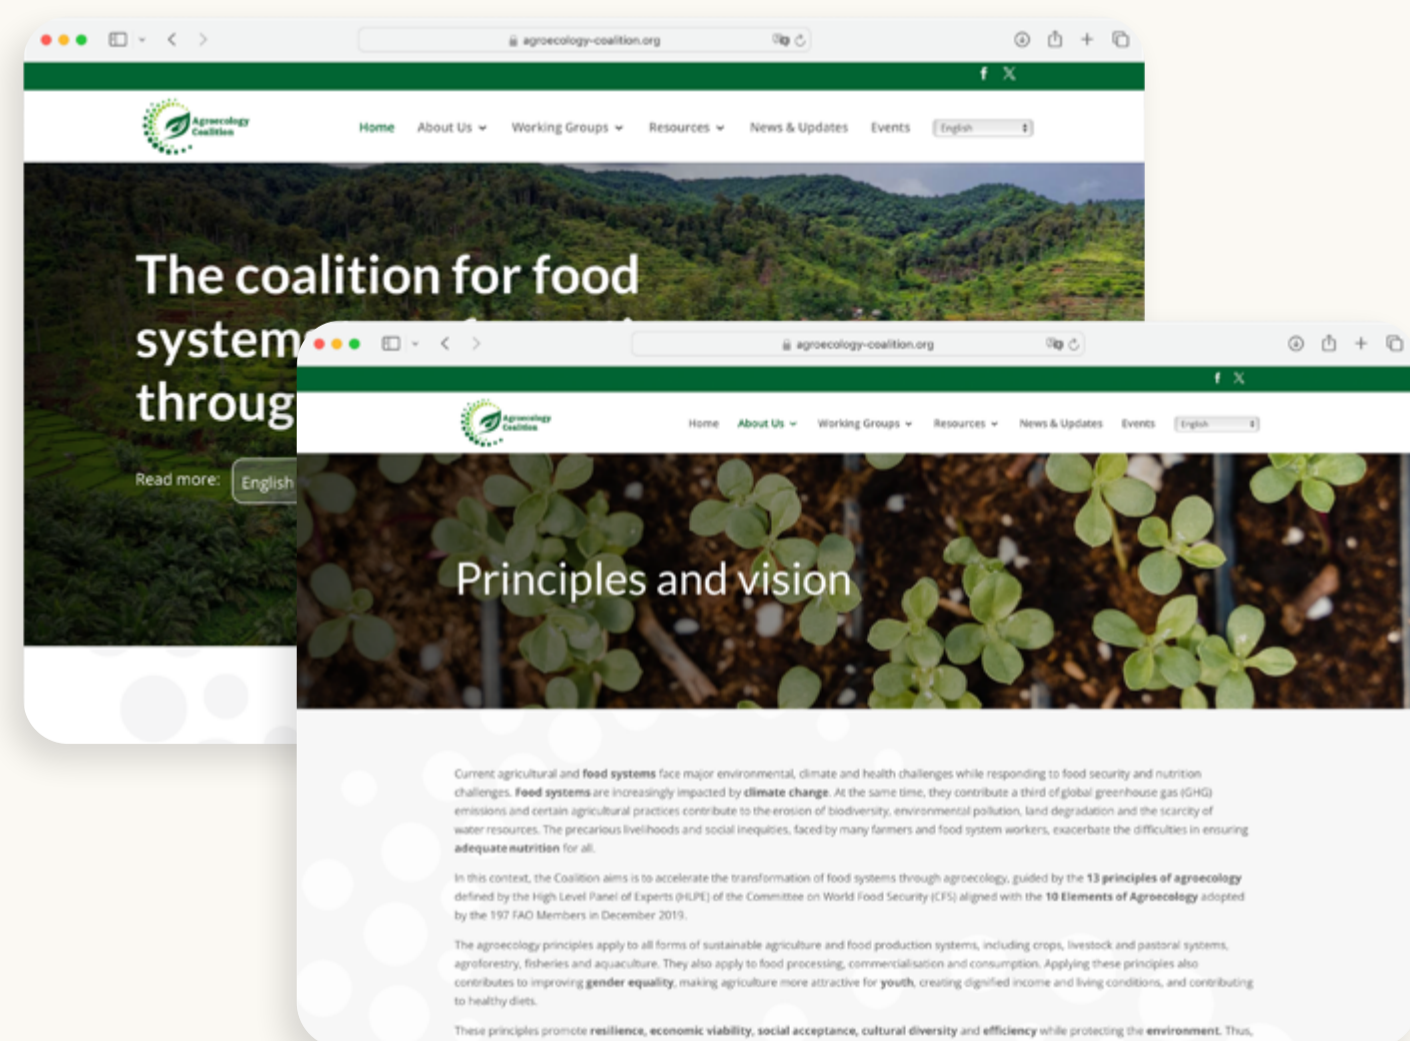 agroecology-coalition.org
f X
Agroecology
Coalition
Home About Us Working Groups Resources News & Updates Events English
The coalition for food
system
throug
Read more: English
agroecology-coalition.org
f X
Agroecology
Coalition
Home About Us Working Groups Resources News & Updates Events English
Principles and vision
Current agricultural and food systems face major environmental, climate and health challenges while responding to food security and nutrition
challenges. Food systems are increasingly impacted by climate change. At the same time, they contribute a third of global greenhouse gas (GHG)
emissions and certain agricultural practices contribute to the erosion of biodiversity, environmental pollution, land degradation and the scarcity of
water resources. The precarious livelihoods and social inequities, faced by many farmers and food system workers, exacerbate the difficulties in ensuring
adequate nutrition for all.
In this context, the Coalition aims is to accelerate the transformation of food systems through agroecology, guided by the 13 principles of agroecology
defined by the High Level Panel of Experts (HLPE) of the Committee on World Food Security (CFS) aligned with the 10 Elements of Agroecology adopted
by the 197 FAO Members in December 2019.
The agroecology principles apply to all forms of sustainable agriculture and food production systems, including crops, livestock and pastoral systems,
agroforestry, fisheries and aquaculture. They also apply to food processing, commercialisation and consumption. Applying these principles also
contributes to improving gender equality, making agriculture more attractive for youth, creating dignified income and living conditions, and contributing
to healthy diets.
These principles promote resilience, economic viability, social acceptance, cultural diversity and efficiency while protecting the environment. Thus,